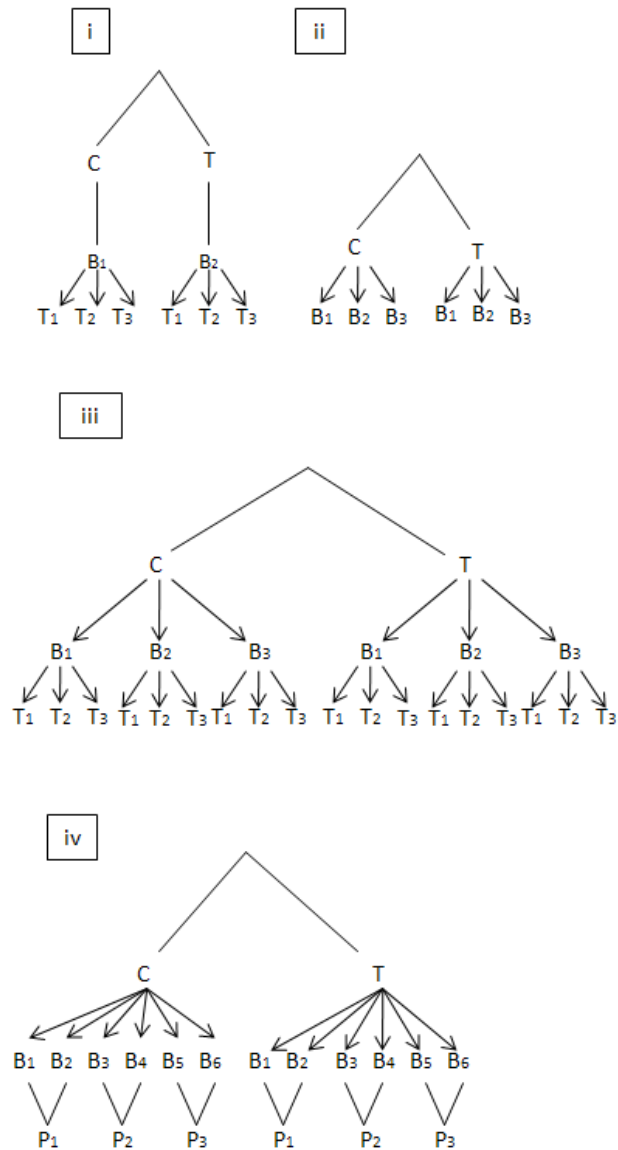 i ii
C T
B1 B2
T1 T2 T3 T1 T2 T3
C T
B1 B2 B3 B1 B2 B3
iii
C T
B1 B2 B3 B1 B2 B3
T1 T2 T3 T1 T2 T3 T1 T2 T3 T1 T2 T3 T1 T2 T3 T1 T2 T3
iv
C T
B1 B2 B3 B4 B5 B6 B1 B2 B3 B4 B5 B6
P1 P2 P3 P1 P2 P3